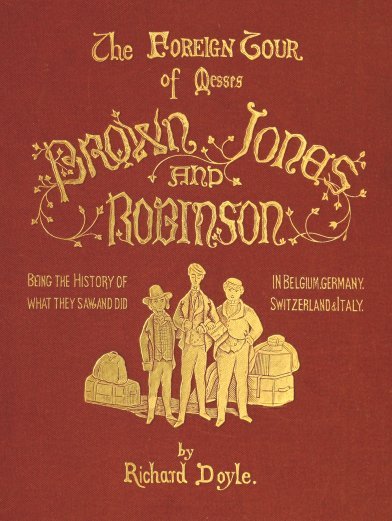 The Foreign Tour
of Messrs
Brown Jones
and
Robinson
Being the History of
what they saw and did
in Belgium, Germany,
Switzerland & Italy.
by
Richard Doyle.